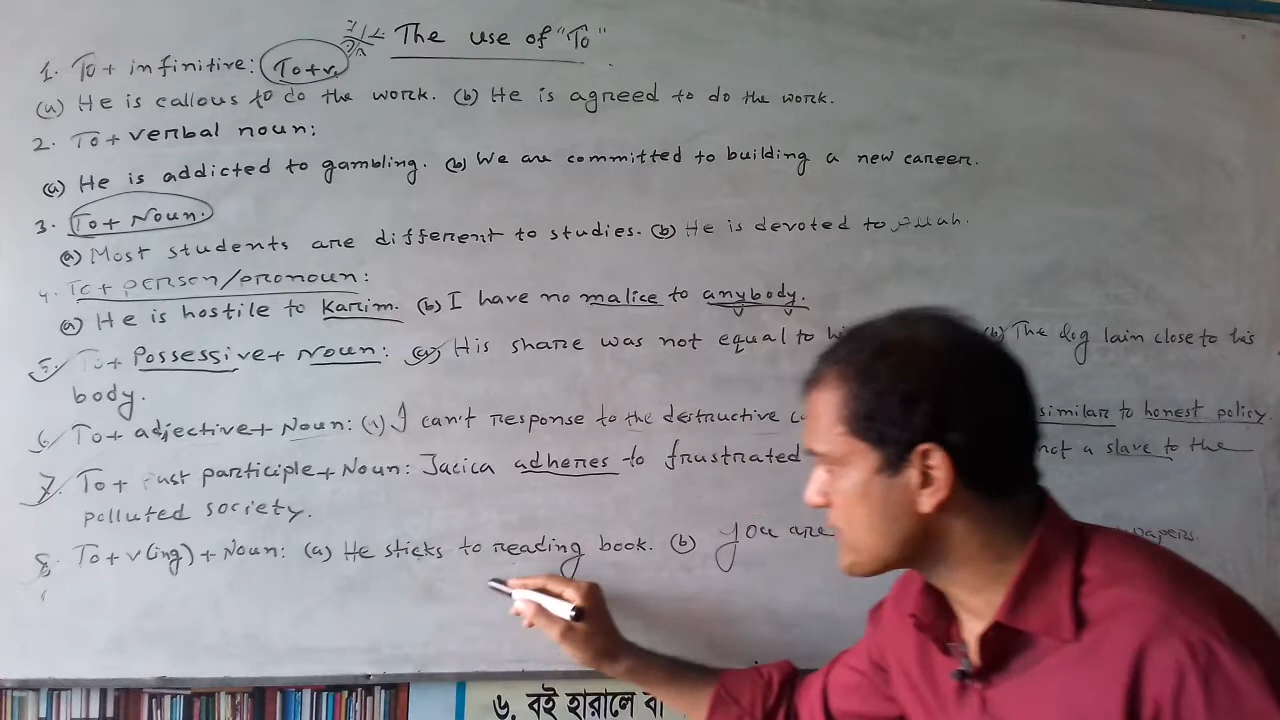 The use of "To"
1. To + infinitive: To+v1
(a) He is callous to do the work. (b) He is agreed to do the work.
2. To + verbal noun:
(a) He is addicted to gambling. (b) We are committed to building a new career.
3. To + Noun.
(a) Most students are different to studies. (b) He is devoted to
4. To + person/pronoun:
(a) He is hostile to Karim. (b) I have no malice to anybody.
5. To + Possessive + Noun: (a) His share was not equal to (b) The dog lain close to his
body.
6. To + adjective + Noun: (1) I can't response to the destructive similar to honest policy.
7. To + Past participle + Noun: Jacica adheres to frustrated not a slave to the
polluted society.
8. To + v(ing) + Noun: (a) He sticks to reading book. (b) You are
৬. বই হারালে বা